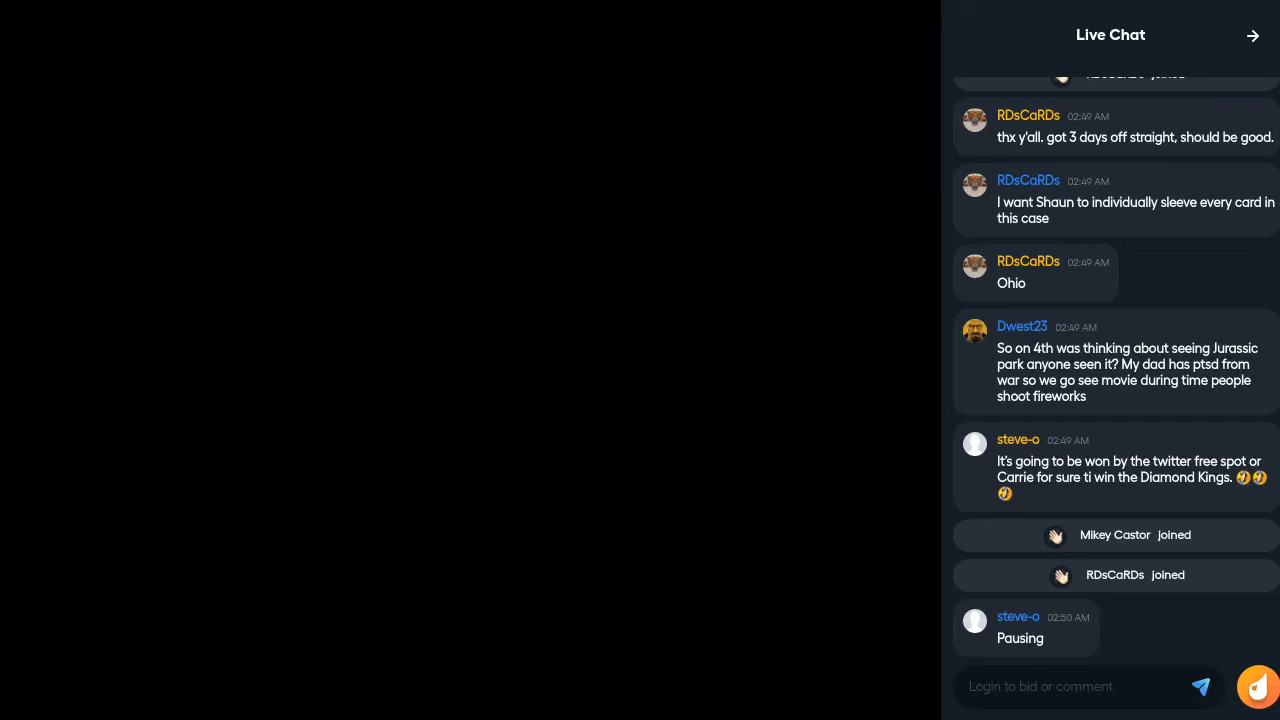 Live Chat
RDsCaRDs joined
RDsCaRDs 02:49 AM
thx y'all. got 3 days off straight, should be good.
RDsCaRDs 02:49 AM
I want Shaun to individually sleeve every card in
this case
RDsCaRDs 02:49 AM
Ohio
Dwest23 02:49 AM
So on 4th was thinking about seeing Jurassic
park anyone seen it? My dad has ptsd from
war so we go see movie during time people
shoot fireworks
steve-o 02:49 AM
It's going to be won by the twitter free spot or
Carrie for sure ti win the Diamond Kings. 🤣🤣
🤣
Mikey Castor joined
RDsCaRDs joined
steve-o 02:50 AM
Pausing
Login to bid or comment